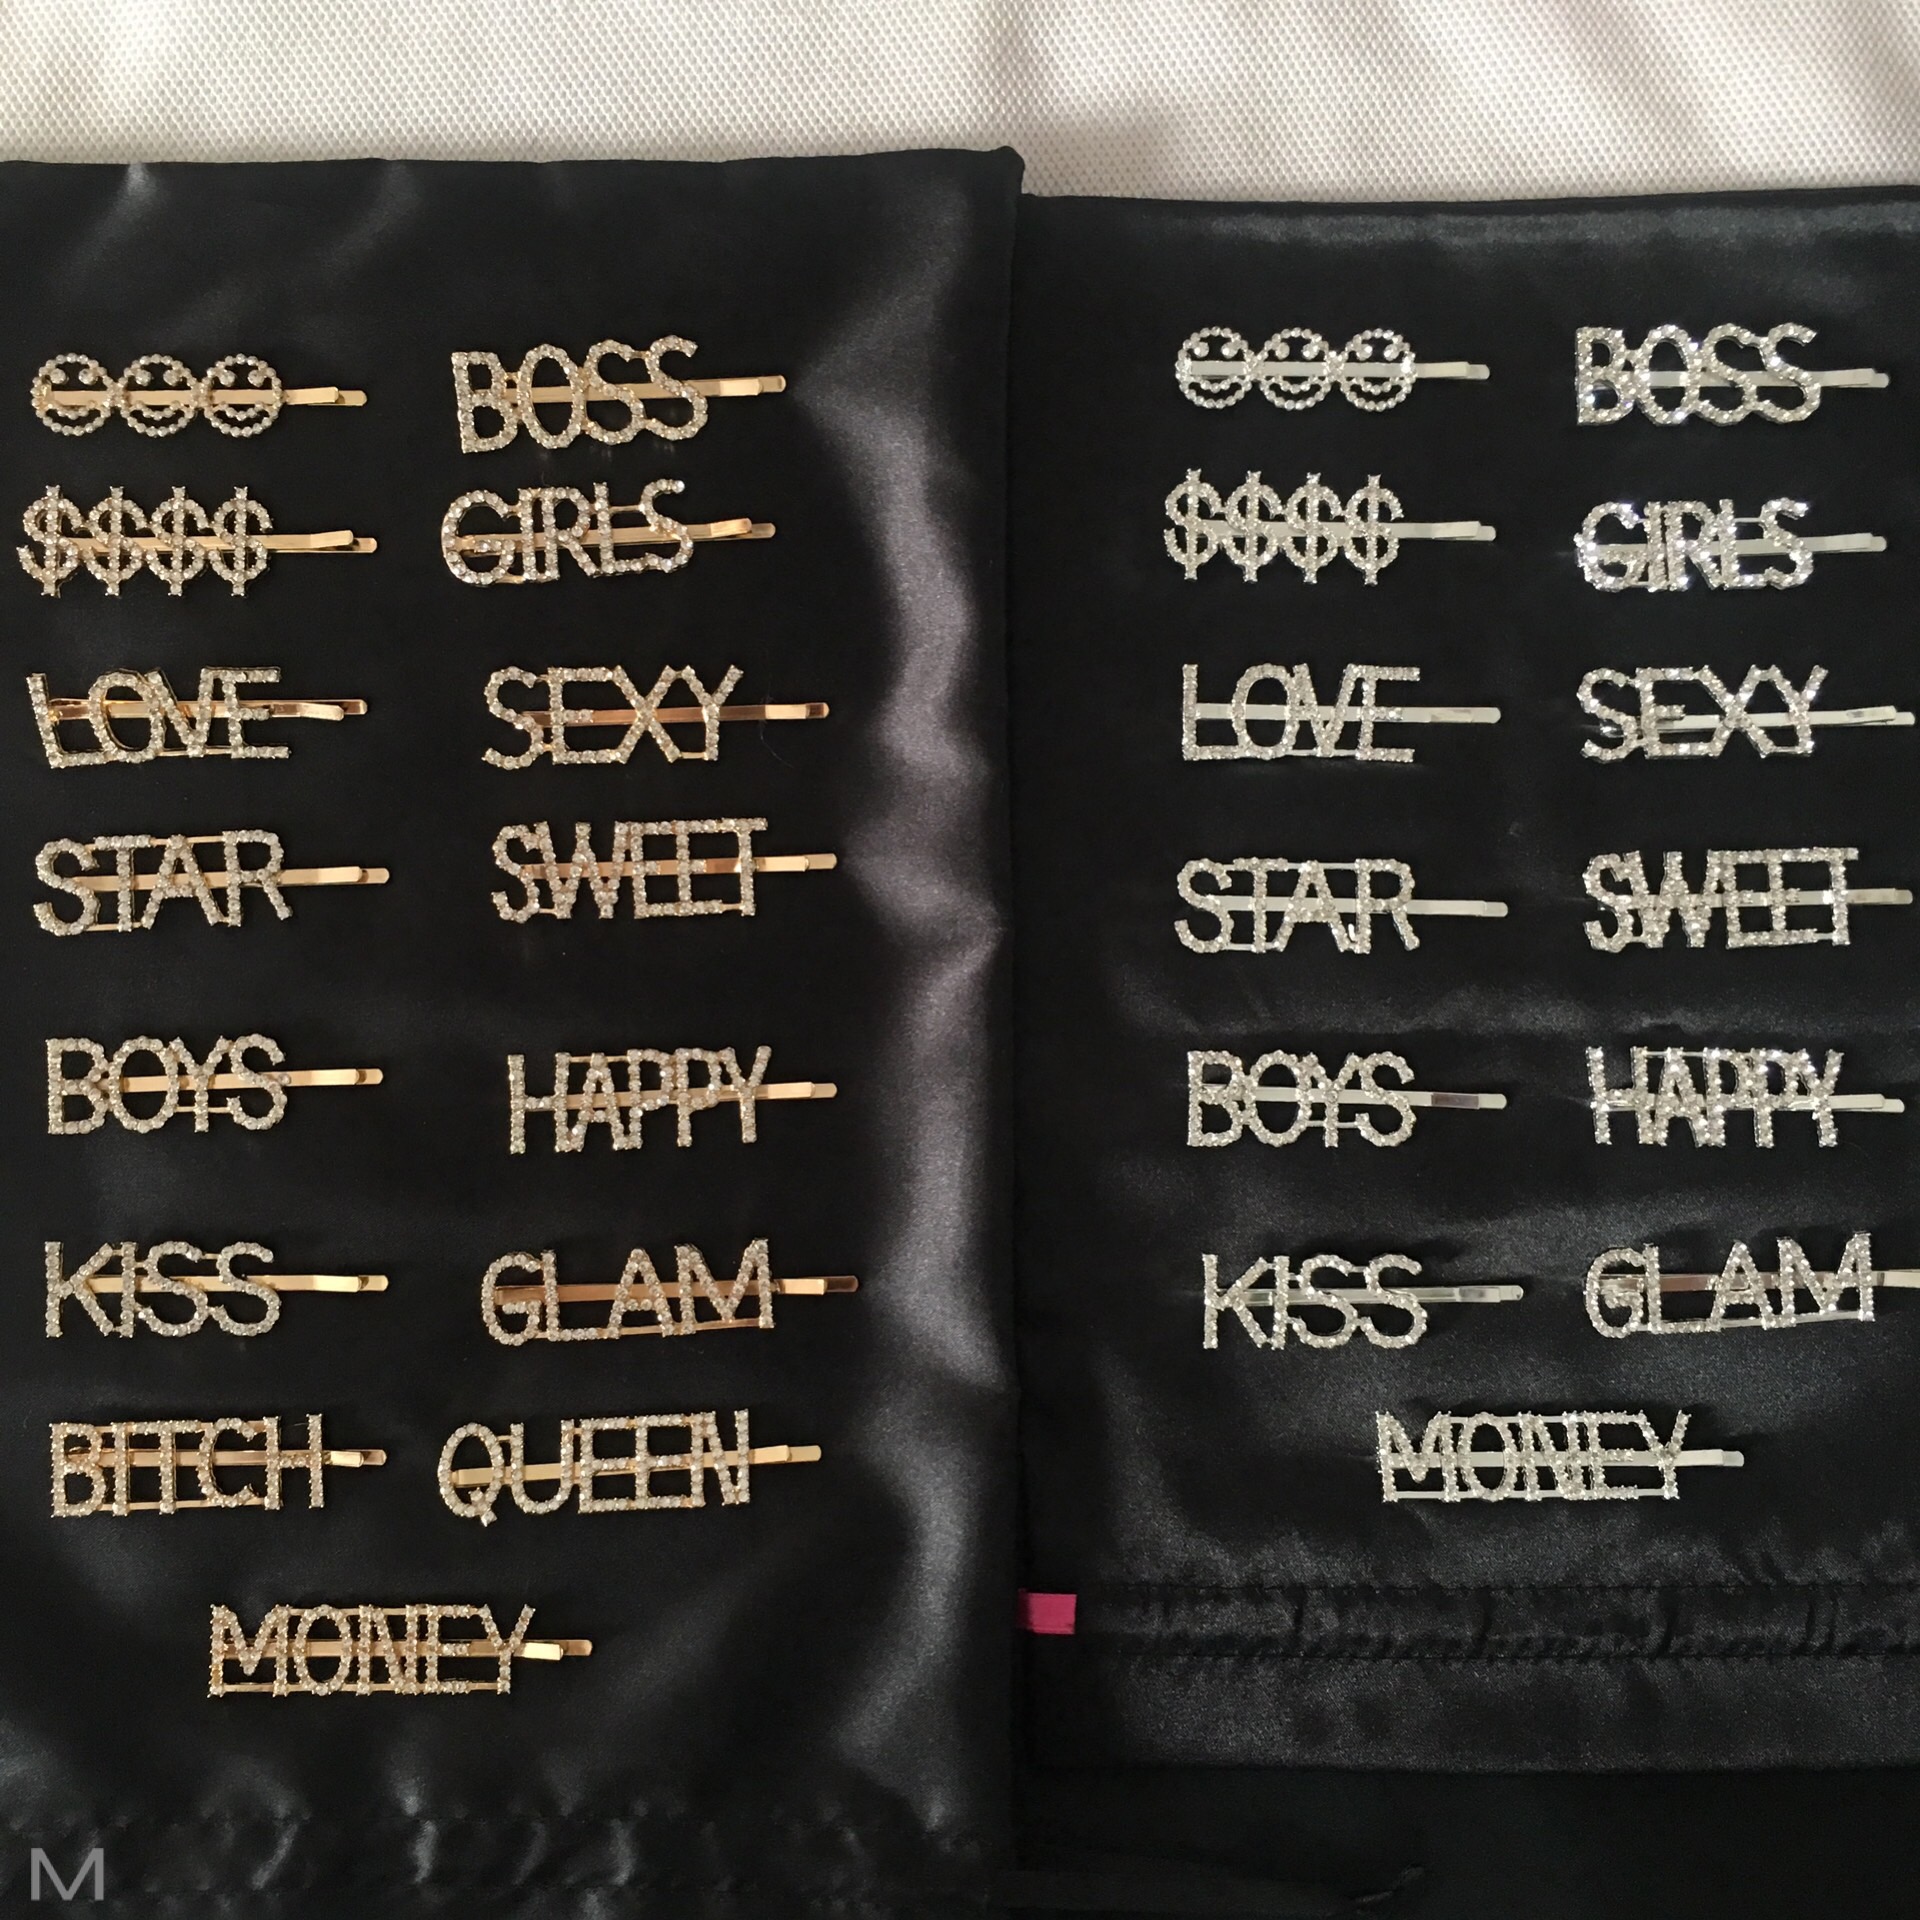 BOSS
$$$$ GIRLS
LOVE SEXY
STAR SWEET
BOYS HAPPY
KISS GLAM
BITCH QUEEN
MONEY
BOSS
$$$$ GIRLS
LOVE SEXY
STAR SWEET
BOYS HAPPY
KISS GLAM
MONEY
M